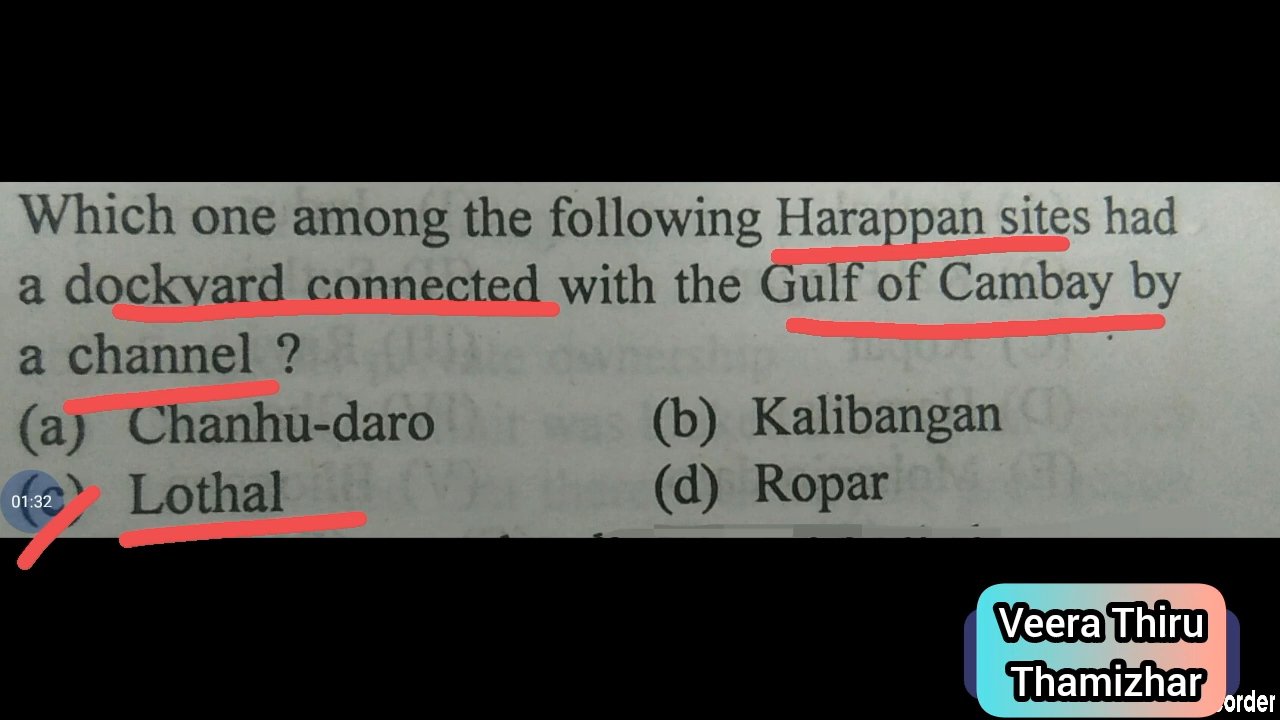 Which one among the following Harappan sites had
a dockyard connected with the Gulf of Cambay by
a channel ?
(a) Chanhu-daro (b) Kalibangan
(c) Lothal (d) Ropar
01:32
Veera Thiru
Thamizhar